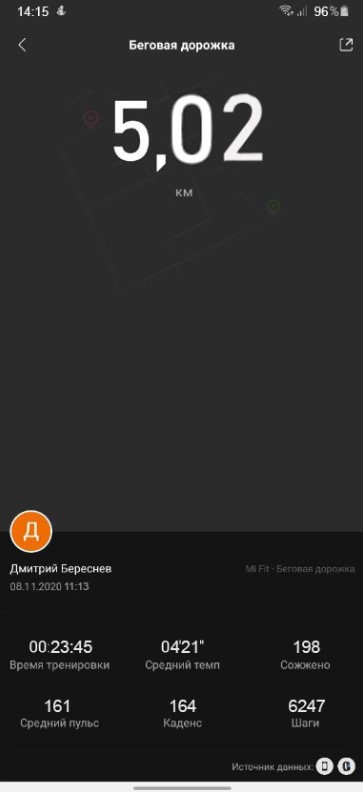 14:15 96%
Беговая дорожка
5,02
км
Д
Дмитрий Береснев
08.11.2020 11:13 Mi Fit - Беговая дорожка
00:23:45 04'21" 198
Время тренировки Средний темп Сожжено
161 164 6247
Средний пульс Каденс Шаги
Источник данных: